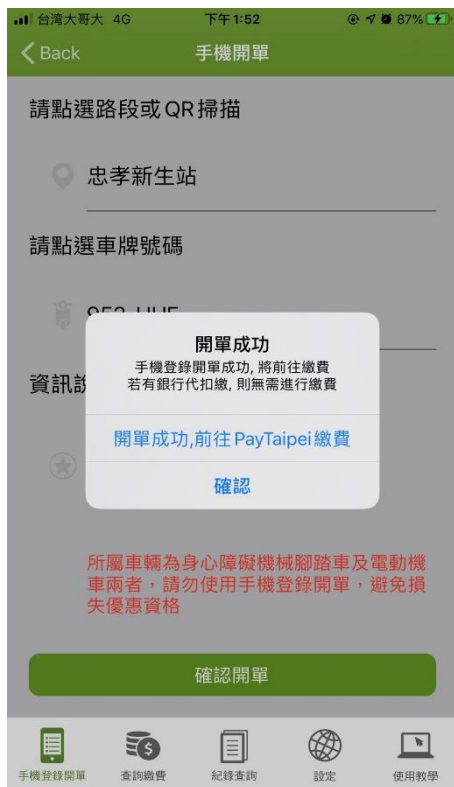 台灣大哥大 4G 下午1:52 87%
Back 手機開單
請點選路段或QR掃描
忠孝新生站
請點選車牌號碼
開單成功
手機登錄開單成功, 將前往繳費
若有銀行代扣繳, 則無需進行繳費
資訊說
開單成功,前往 PayTaipei 繳費
確認
所屬車輛為身心障礙機械腳踏車及電動機
車兩者，請勿使用手機登錄開單，避免損
失優惠資格
確認開單
手機登錄開單 查詢繳費 紀錄查詢 設定 使用教學